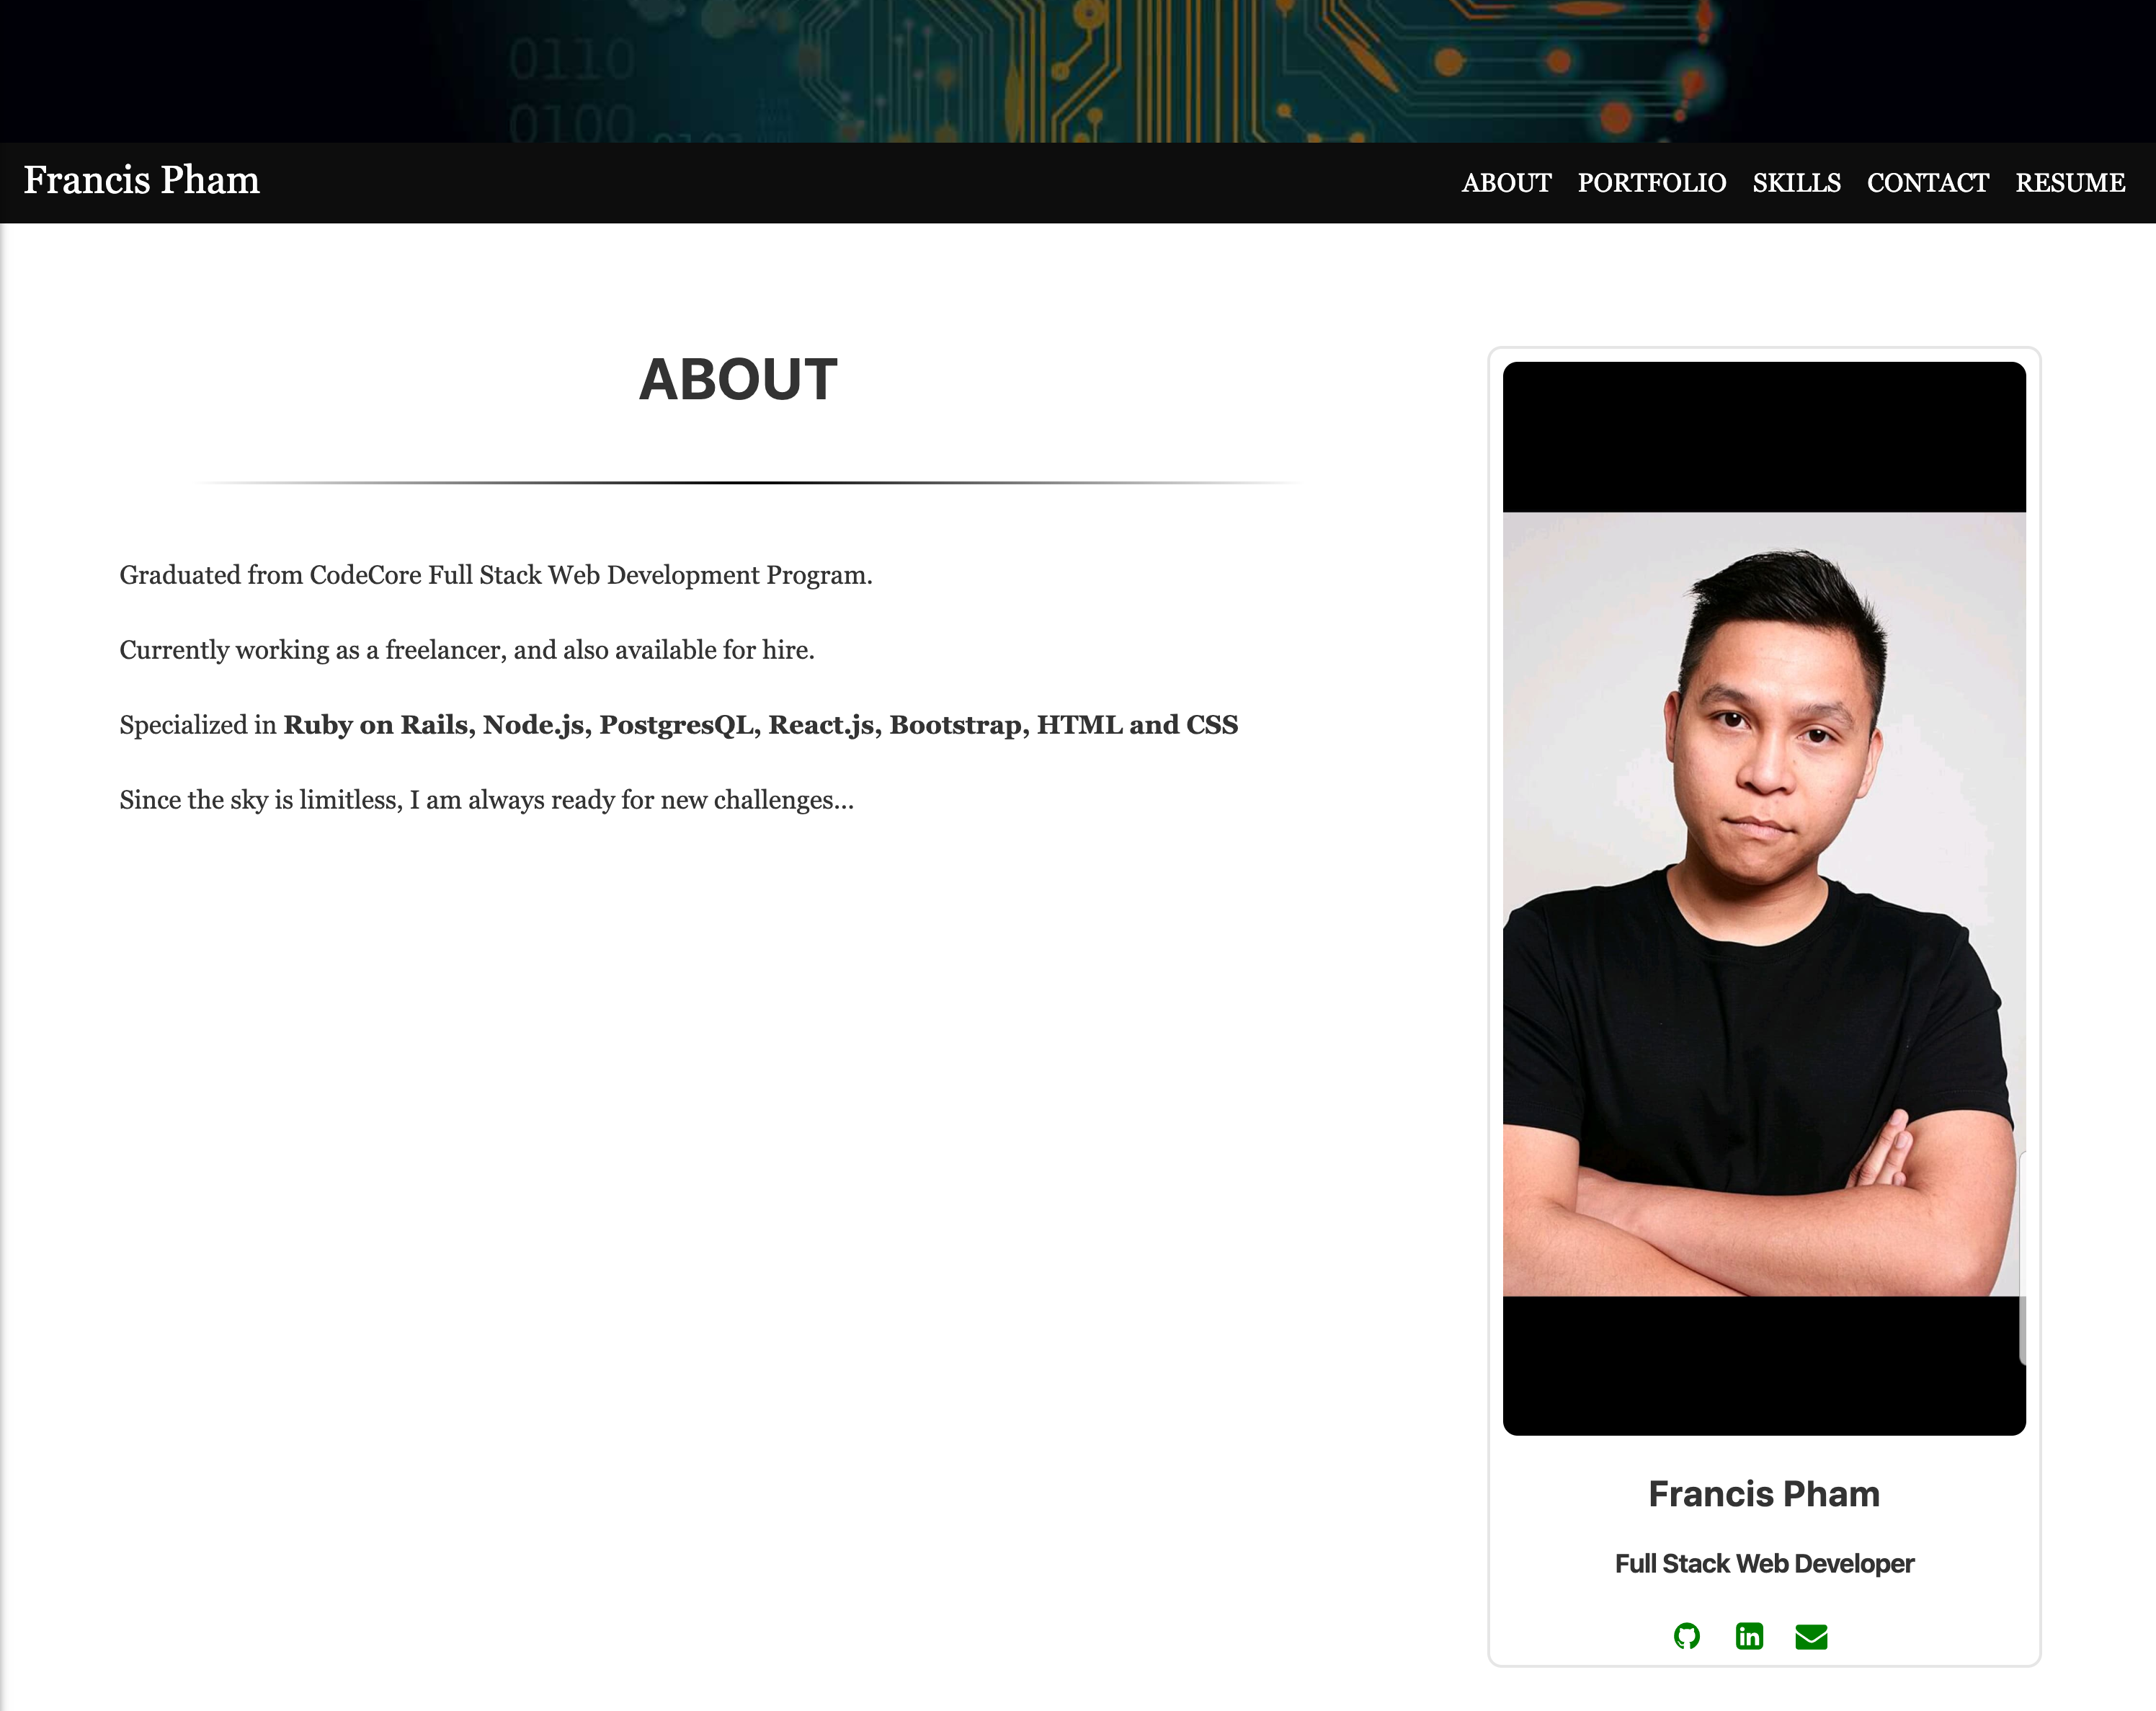 0110
0100
Francis Pham
ABOUT PORTFOLIO SKILLS CONTACT RESUME
ABOUT
Graduated from CodeCore Full Stack Web Development Program.
Currently working as a freelancer, and also available for hire.
Specialized in Ruby on Rails, Node.js, PostgresQL, React.js, Bootstrap, HTML and CSS
Since the sky is limitless, I am always ready for new challenges...
Francis Pham
Full Stack Web Developer
in